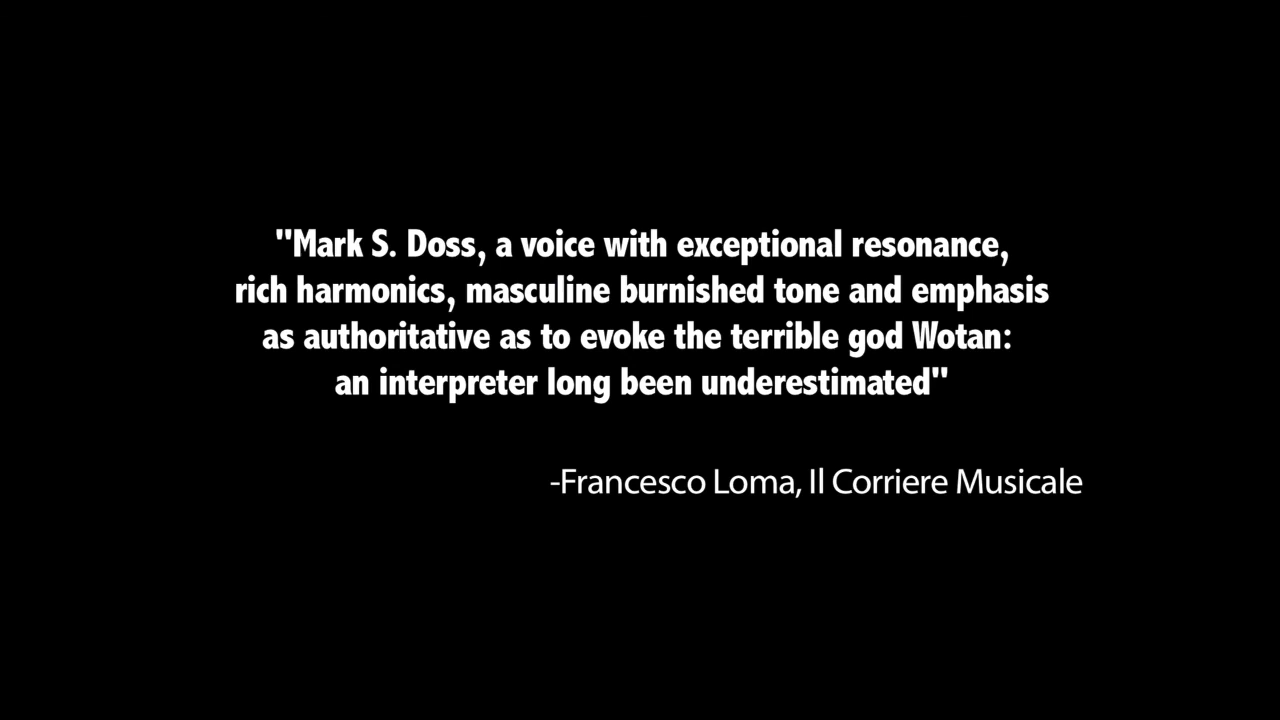 "Mark S. Doss, a voice with exceptional resonance,
rich harmonics, masculine burnished tone and emphasis
as authoritative as to evoke the terrible god Wotan:
an interpreter long been underestimated"
-Francesco Loma, Il Corriere Musicale